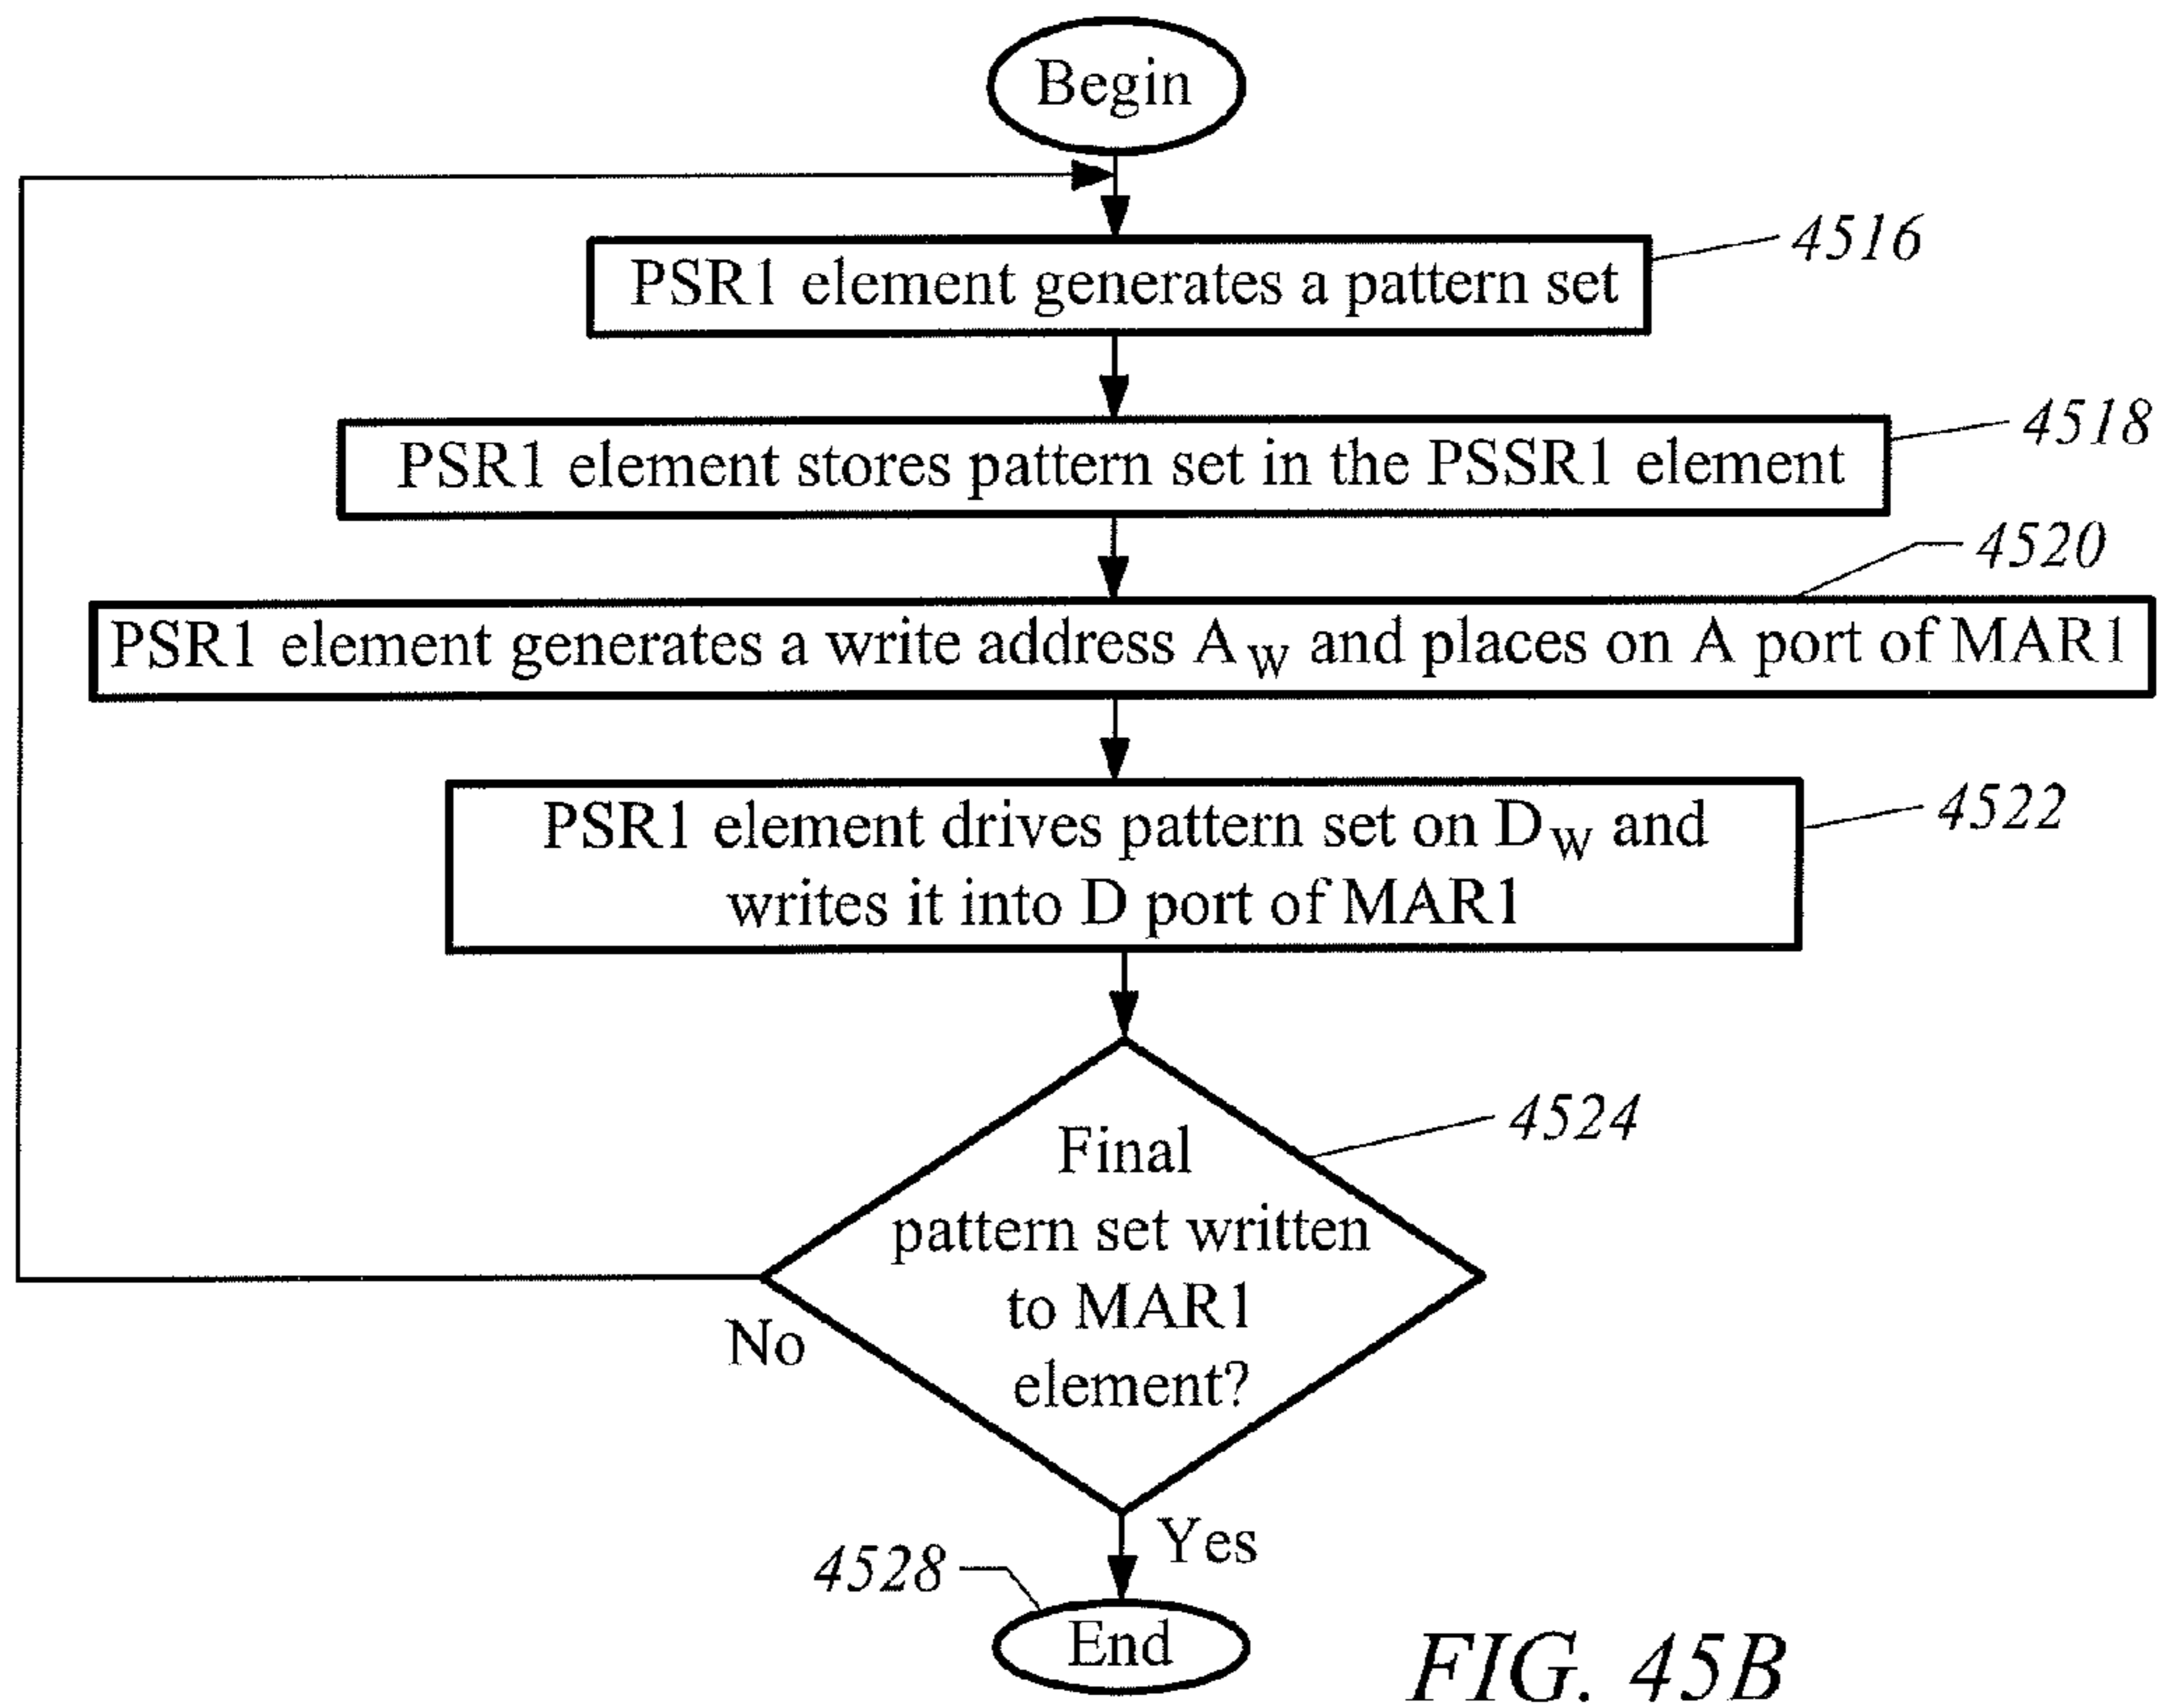 Begin
4516
PSR1 element generates a pattern set
4518
PSR1 element stores pattern set in the PSSR1 element
4520
PSR1 element generates a write address AW and places on A port of MAR1
4522
PSR1 element drives pattern set on DW and
writes it into D port of MAR1
4524
Final
pattern set written
to MAR1
element?
No
Yes
4528
End
FIG. 45B